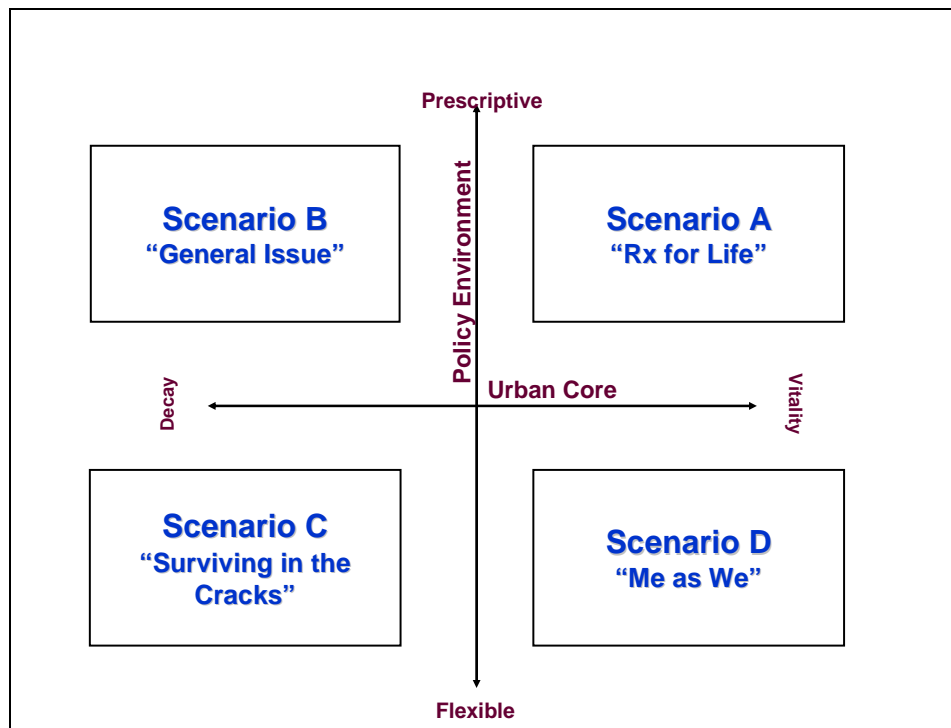 Prescriptive
Policy Environment
Scenario B
“General Issue”
Scenario A
“Rx for Life”
Decay
Urban Core
Vitality
Scenario C
“Surviving in the
Cracks”
Scenario D
“Me as We”
Flexible